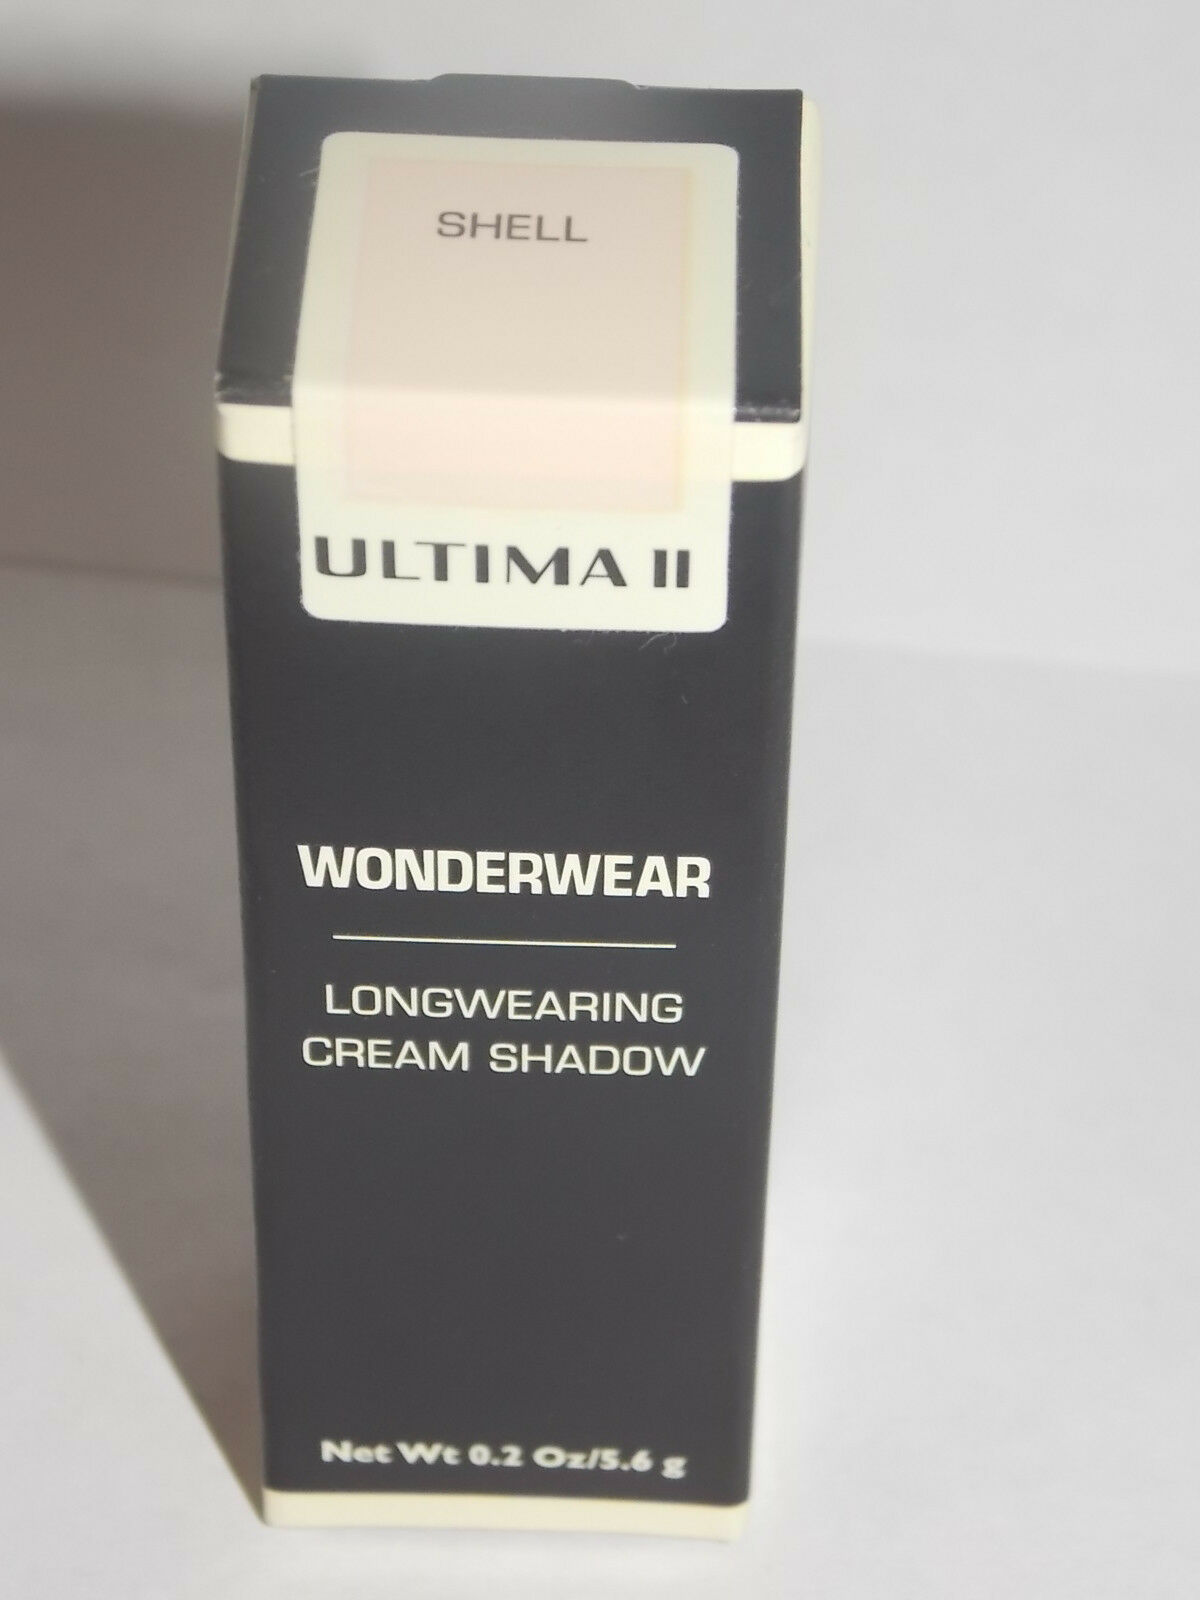 SHELL
ULTIMA II
WONDERWEAR
LONGWEARING
CREAM SHADOW
Net Wt 0.2 Oz/5.6 g